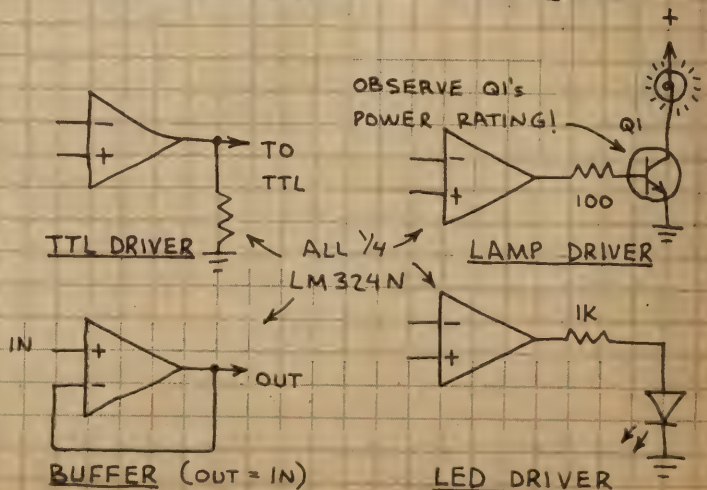 OBSERVE Q1's
POWER RATING!
+
Q1
−
+
TO
TTL
TTL DRIVER
−
+
100
LAMP DRIVER
ALL 1/4
LM324N
IN
+
−
OUT
BUFFER (OUT = IN)
−
+
1K
LED DRIVER